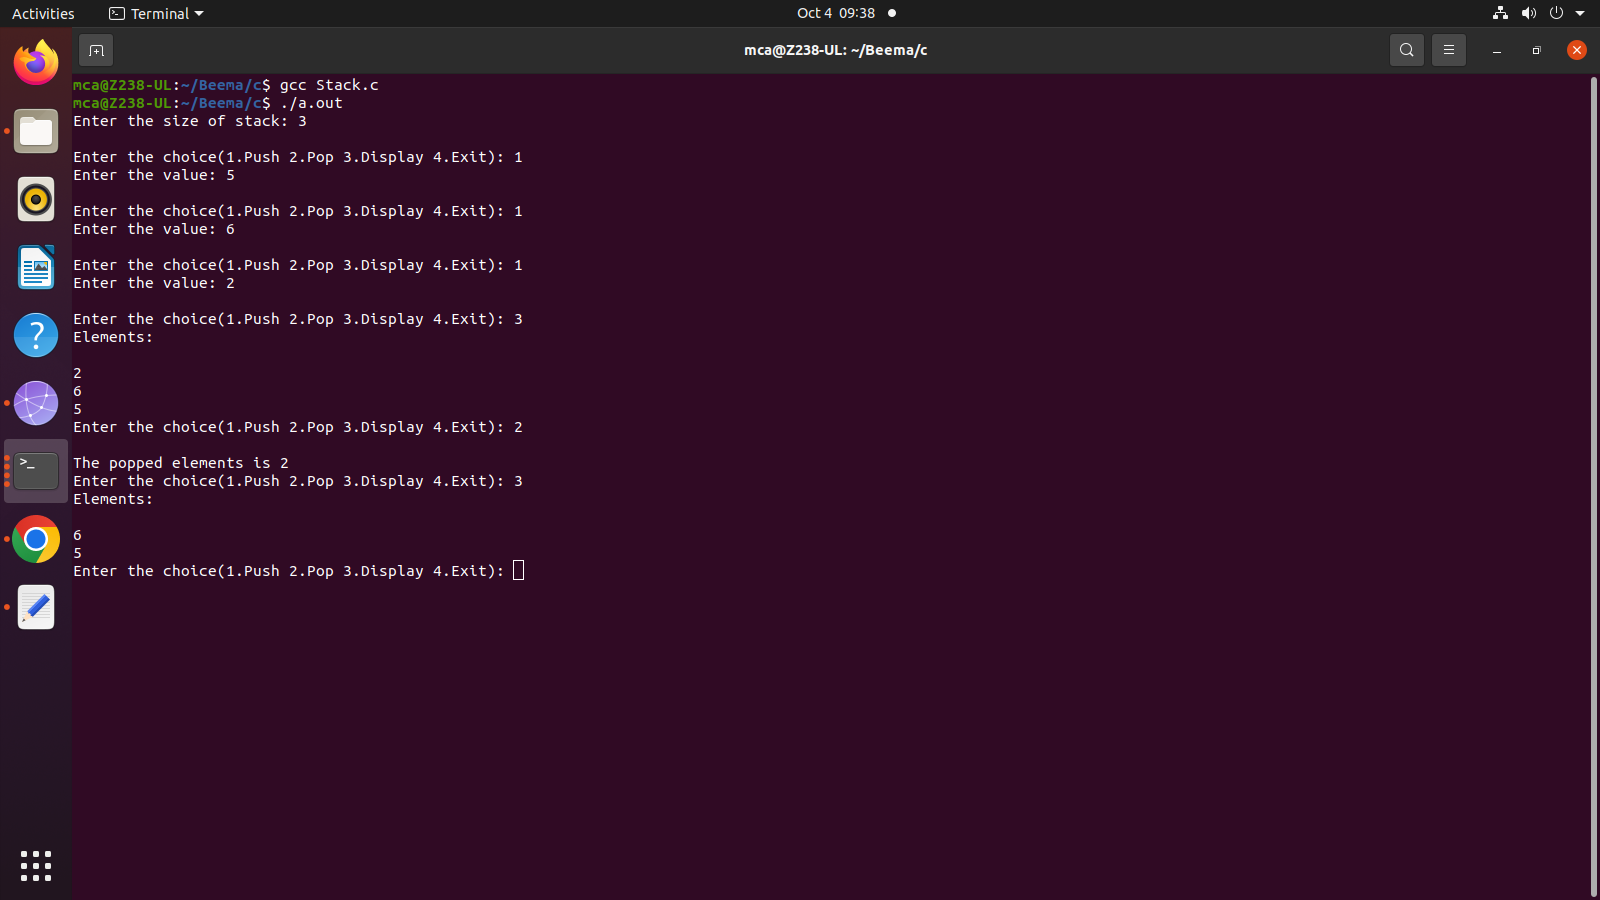 Activities
Terminal
Oct 4 09:38
mca@Z238-UL: ~/Beema/c
mca@Z238-UL:~/Beema/c$ gcc Stack.c
mca@Z238-UL:~/Beema/c$ ./a.out
Enter the size of stack: 3
Enter the choice(1.Push 2.Pop 3.Display 4.Exit): 1
Enter the value: 5
Enter the choice(1.Push 2.Pop 3.Display 4.Exit): 1
Enter the value: 6
Enter the choice(1.Push 2.Pop 3.Display 4.Exit): 1
Enter the value: 2
Enter the choice(1.Push 2.Pop 3.Display 4.Exit): 3
Elements:
2
6
5
Enter the choice(1.Push 2.Pop 3.Display 4.Exit): 2
The popped elements is 2
Enter the choice(1.Push 2.Pop 3.Display 4.Exit): 3
Elements:
6
5
Enter the choice(1.Push 2.Pop 3.Display 4.Exit):